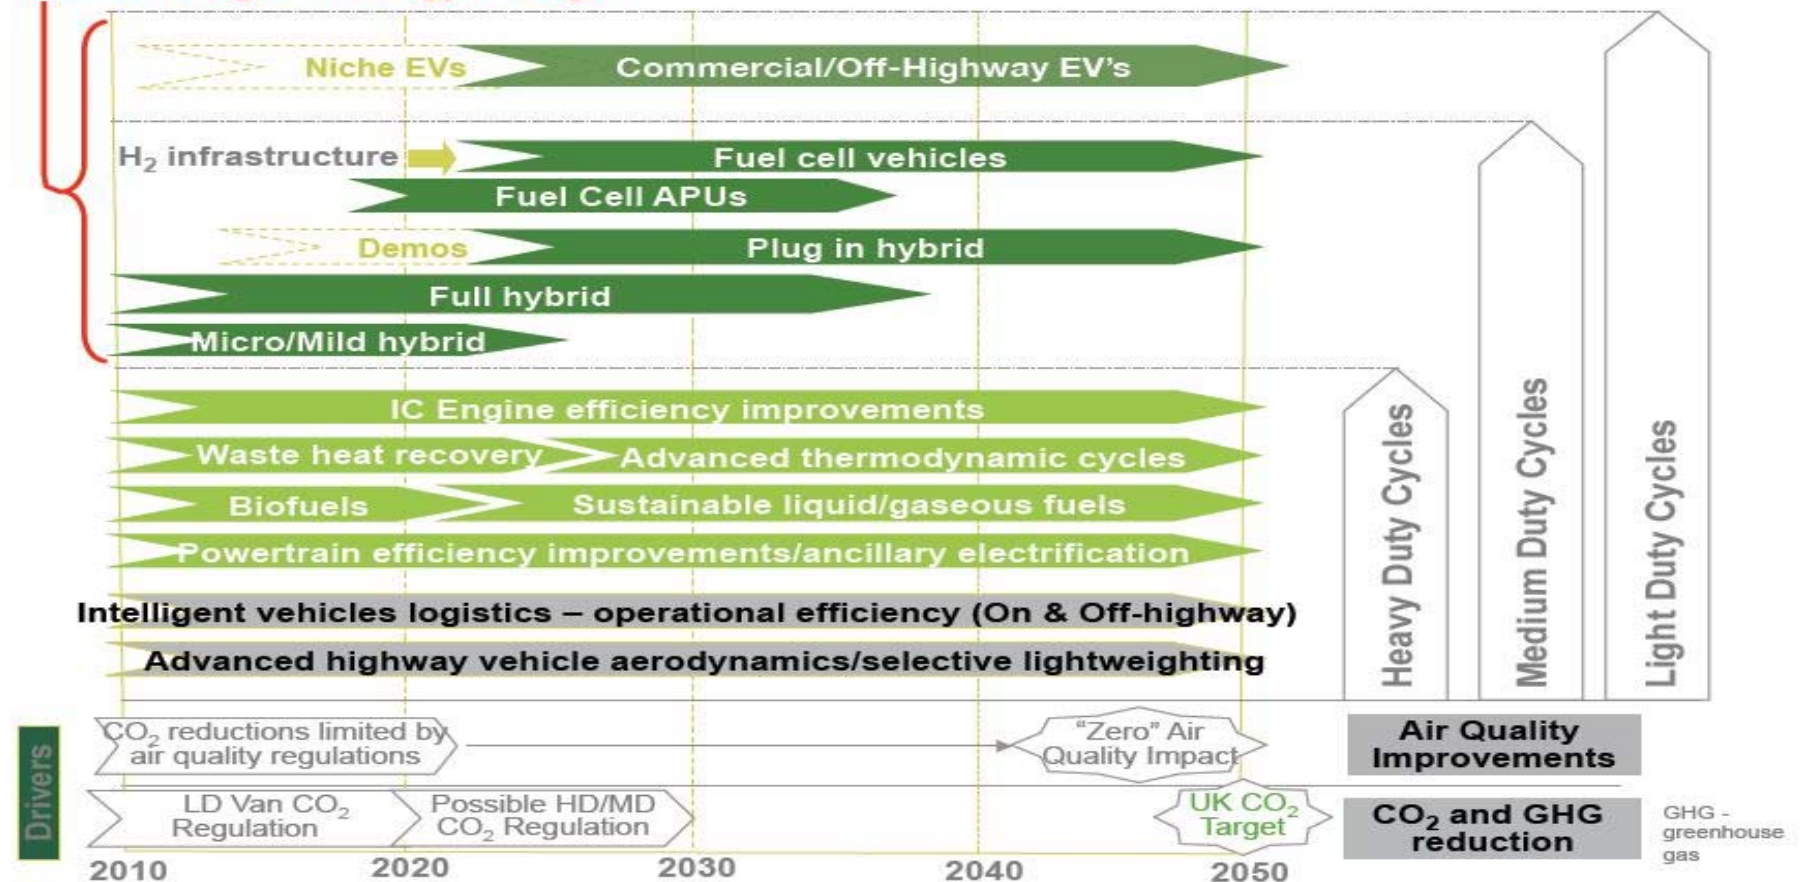 Niche EVs
Commercial/Off-Highway EV's
H₂ infrastructure
Fuel cell vehicles
Fuel Cell APUs
Demos
Plug in hybrid
Full hybrid
Micro/Mild hybrid
IC Engine efficiency improvements
Waste heat recovery
Advanced thermodynamic cycles
Biofuels
Sustainable liquid/gaseous fuels
Powertrain efficiency improvements/ancillary electrification
Intelligent vehicles logistics – operational efficiency (On & Off-highway)
Advanced highway vehicle aerodynamics/selective lightweighting
Heavy Duty Cycles
Medium Duty Cycles
Light Duty Cycles
Drivers
CO₂ reductions limited by
air quality regulations
"Zero" Air
Quality Impact
Air Quality
Improvements
LD Van CO₂
Regulation
Possible HD/MD
CO₂ Regulation
UK CO₂
Target
CO₂ and GHG
reduction
GHG -
greenhouse
gas
2010
2020
2030
2040
2050